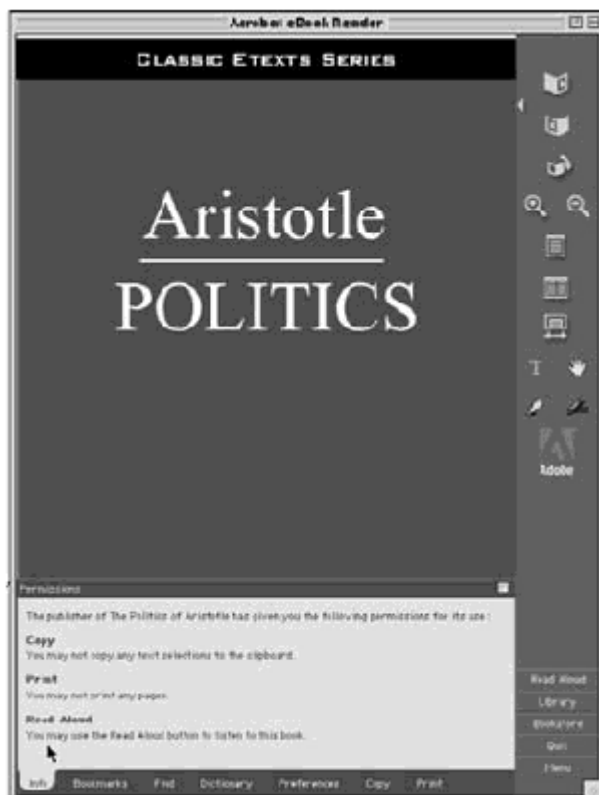 Acrobat eBook Reader
CLASSIC ETEXTS SERIES
Aristotle
POLITICS
Adobe
Permissions
The publisher of The Politics of Aristotle has given you the following permissions for its use:
Copy
You may not copy any text selections to the clipboard.
Print
You may not print any pages.
Read Aloud
You may use the Read Aloud button to listen to this book.
Read Aloud
Library
Bookstore
Quit
Menu
Info Bookmarks Find Dictionary Preferences Copy Print